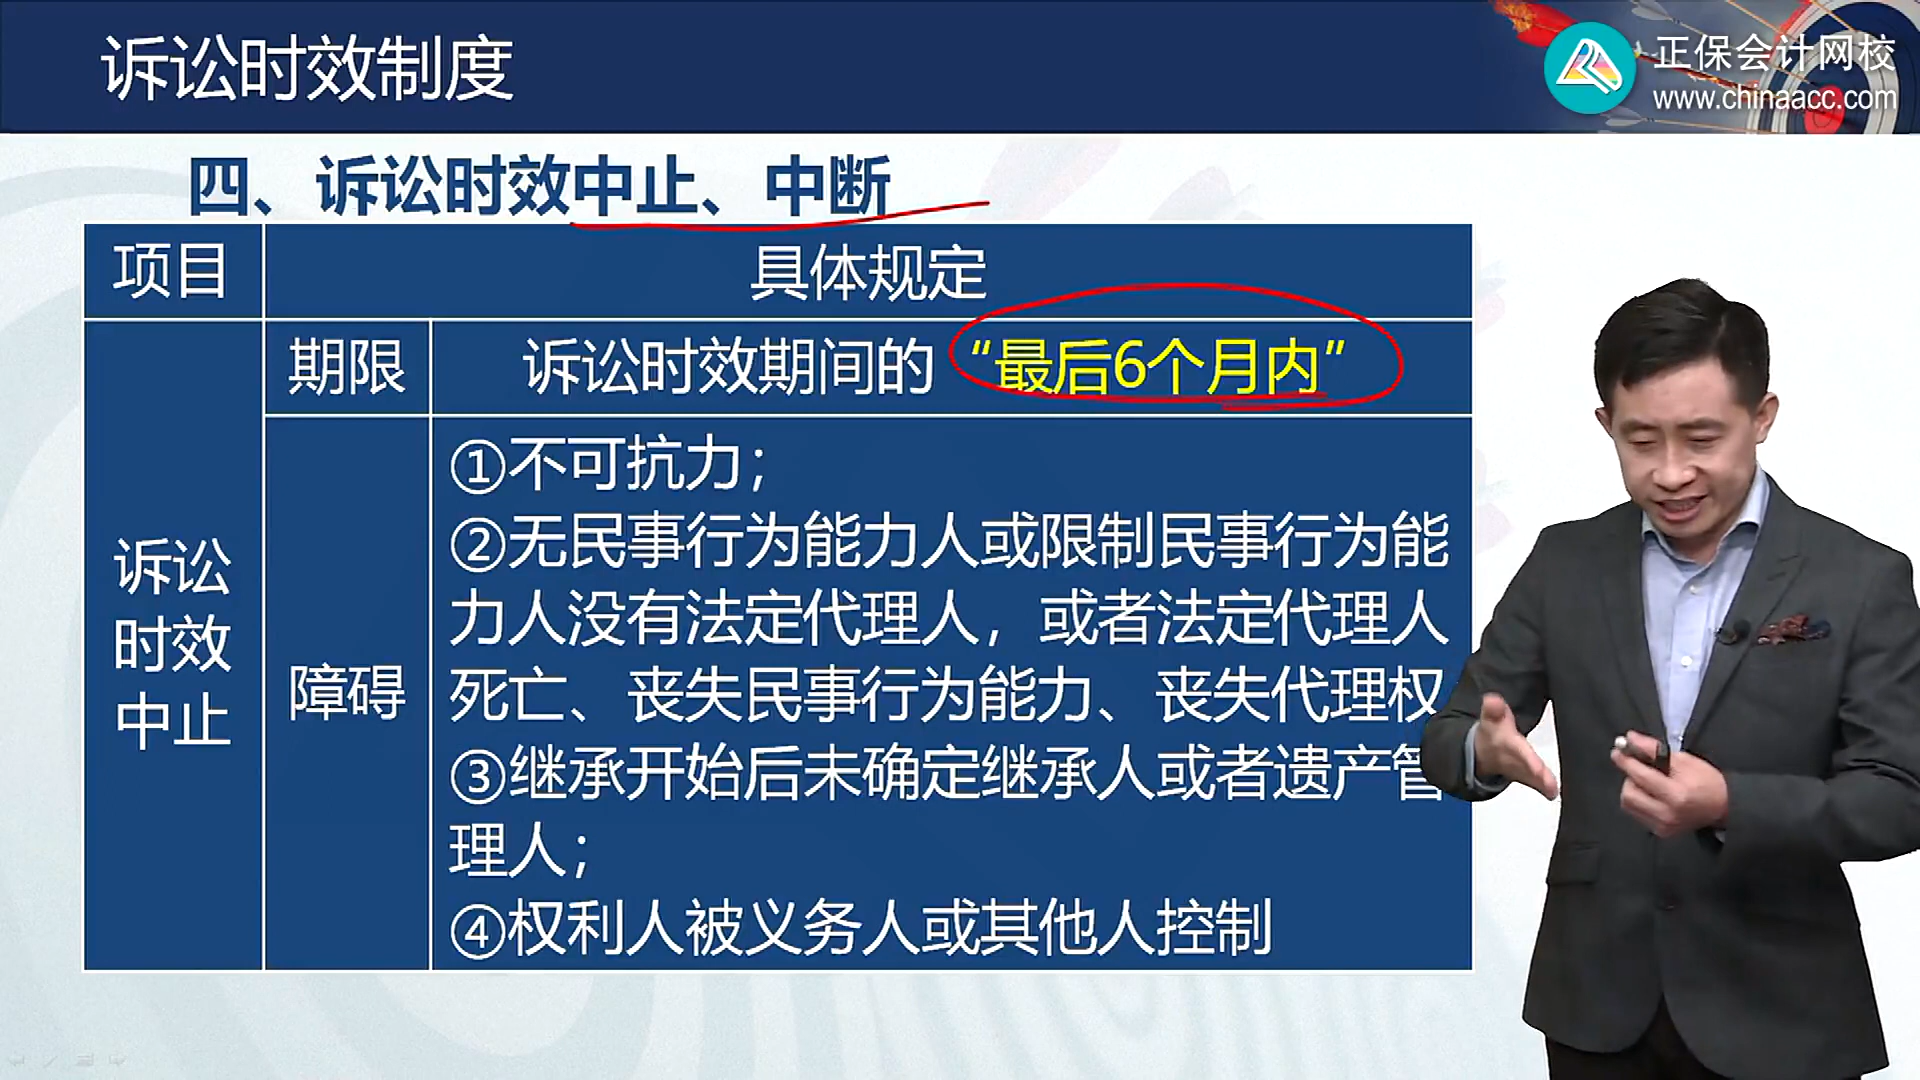 诉讼时效制度
正保会计网校
www.chinaacc.com
四、诉讼时效中止、中断
项目
具体规定
诉讼
时效
中止
期限
诉讼时效期间的“最后6个月内”
障碍
①不可抗力；
②无民事行为能力人或限制民事行为能
力人没有法定代理人，或者法定代理人
死亡、丧失民事行为能力、丧失代理权
③继承开始后未确定继承人或者遗产管
理人；
④权利人被义务人或其他人控制